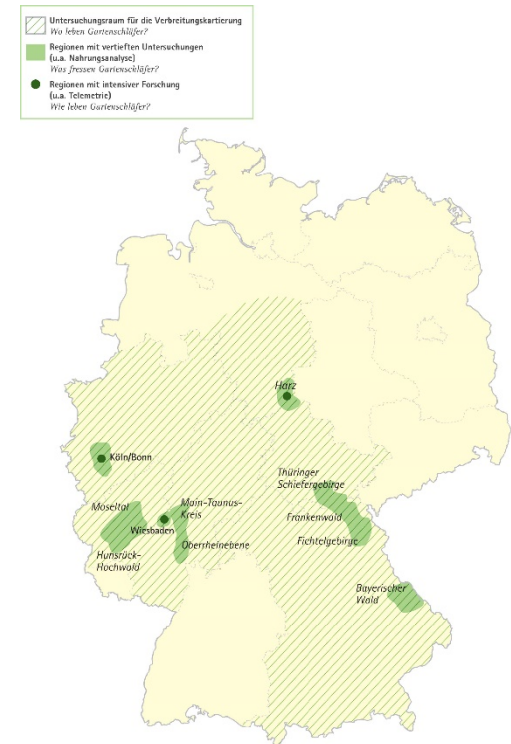 Untersuchungsraum für die Verbreitungskartierung
Wo leben Gartenschläfer?
Regionen mit vertieften Untersuchungen
(u.a. Nahrungsanalyse)
Was fressen Gartenschläfer?
Regionen mit intensiver Forschung
(u.a. Telemetrie)
Wie leben Gartenschläfer?
Harz
Köln/Bonn
Thüringer
Schiefergebirge
Moseltal
Main-Taunus-
Kreis
Frankenwald
Wiesbaden
Fichtelgebirge
Oberrheinebene
Hunsrück-
Hochwald
Bayerischer
Wald